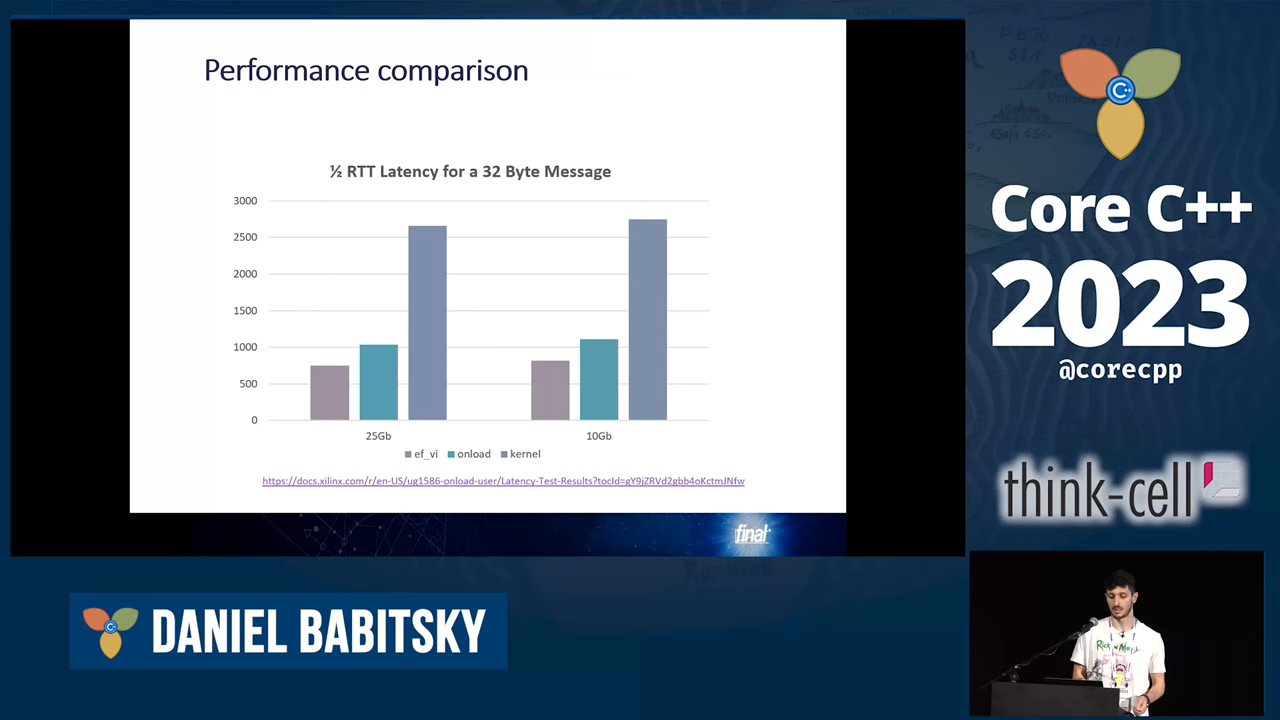 Performance comparison
½ RTT Latency for a 32 Byte Message
3000
2500
2000
1500
1000
500
0
25Gb
10Gb
ef_vi
onload
kernel
https://docs.xilinx.com/r/en-US/ug1586-onload-user/Latency-Test-Results?tocId=gY9jZRVd2gbb4oKctmJNfw
final
C++
Core C++
2023
@corecpp
think-cell
DANIEL BABITSKY